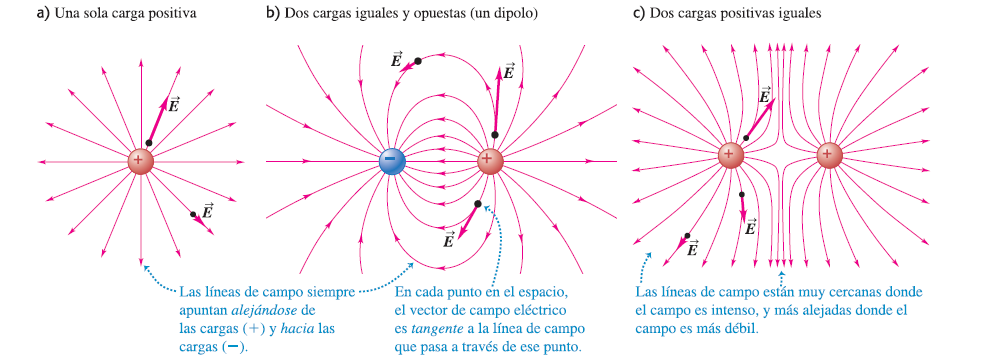 a) Una sola carga positiva
b) Dos cargas iguales y opuestas (un dipolo)
c) Dos cargas positivas iguales
E
E
+
E
E
E
−
+
E
E
E
+
+
Las líneas de campo siempre
apuntan alejándose de
las cargas (+) y hacia las
cargas (−).
En cada punto en el espacio,
el vector de campo eléctrico
es tangente a la línea de campo
que pasa a través de ese punto.
Las líneas de campo están muy cercanas donde
el campo es intenso, y más alejadas donde el
campo es más débil.